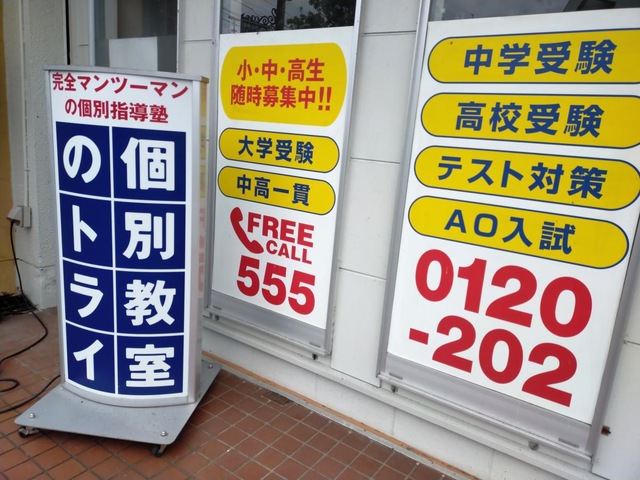 完全マンツーマン
の個別指導塾
個別教室
のトライ
小・中・高生
随時募集中!!
大学受験
中高一貫
FREE
CALL
555
中学受験
高校受験
テスト対策
AO入試
0120
-202